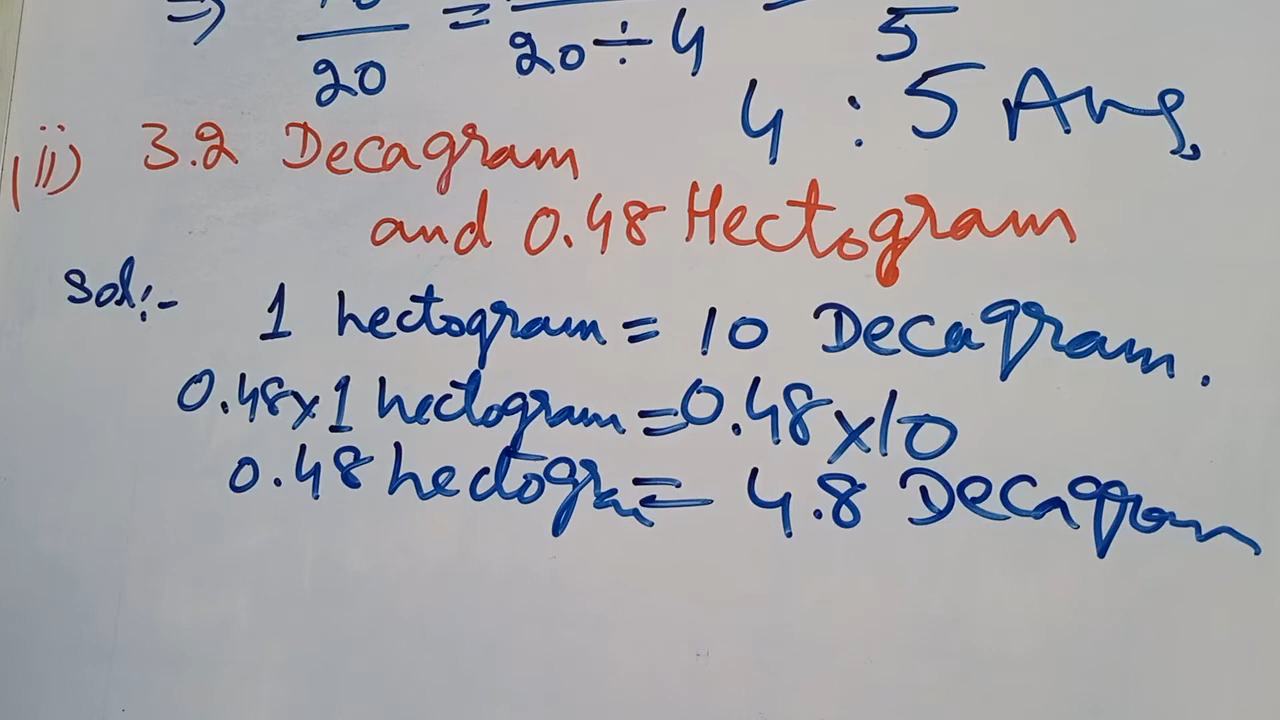 ⇒ 20 = 20 ÷ 4 = 5
4 : 5 Ans.
(ii) 3.2 Decagram
and 0.48 Hectogram
Sol:- 1 hectogram = 10 Decagram.
0.48×1 hectogram = 0.48×10
0.48 hectogram = 4.8 Decagram